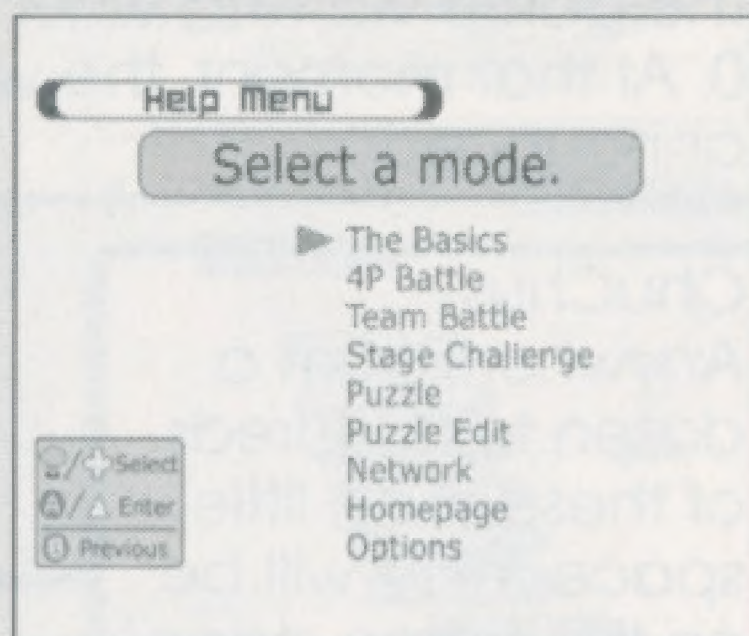 Help Menu
Select a mode.
The Basics
4P Battle
Team Battle
Stage Challenge
Puzzle
Puzzle Edit
Network
Homepage
Options
Select
Enter
Previous